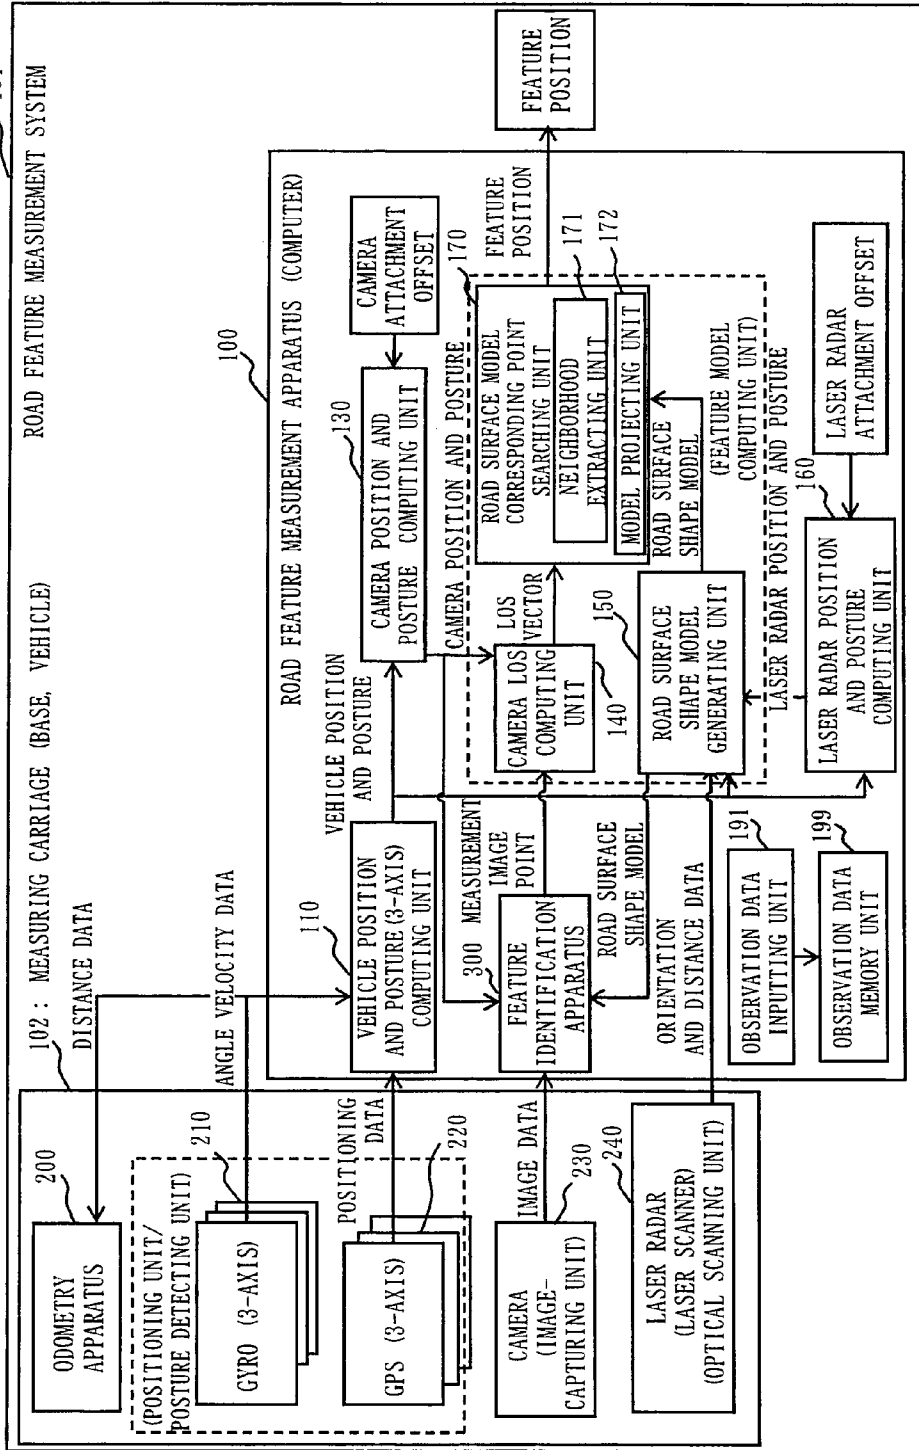 ROAD FEATURE MEASUREMENT SYSTEM
102 : MEASURING CARRIAGE (BASE, VEHICLE)
200
ODOMETRY
APPARATUS
DISTANCE DATA
(POSITIONING UNIT/
POSTURE DETECTING UNIT)
210
GYRO (3-AXIS)
ANGLE VELOCITY DATA
GPS (3-AXIS)
220
POSITIONING
DATA
CAMERA
(IMAGE-
CAPTURING UNIT)
230
IMAGE DATA
240
LASER RADAR
(LASER SCANNER)
(OPTICAL SCANNING UNIT)
100
ROAD FEATURE MEASUREMENT APPARATUS (COMPUTER)
110
VEHICLE POSITION
AND POSTURE (3-AXIS)
COMPUTING UNIT
VEHICLE POSITION
AND POSTURE
130
CAMERA POSITION AND
POSTURE COMPUTING UNIT
CAMERA
ATTACHMENT
OFFSET
CAMERA POSITION AND POSTURE
300
FEATURE
IDENTIFICATION
APPARATUS
MEASUREMENT
IMAGE
POINT
ROAD SURFACE
SHAPE MODEL
ORIENTATION
AND DISTANCE DATA
CAMERA LOS
COMPUTING
UNIT
140
LOS
VECTOR
170
ROAD SURFACE MODEL
CORRESPONDING POINT
SEARCHING UNIT
NEIGHBORHOOD
EXTRACTING UNIT
171
MODEL PROJECTING UNIT
172
FEATURE
POSITION
FEATURE
POSITION
150
ROAD SURFACE
SHAPE MODEL
GENERATING UNIT
ROAD SURFACE
SHAPE MODEL
(FEATURE MODEL
COMPUTING UNIT)
LASER RADAR POSITION AND POSTURE
160
LASER RADAR POSITION
AND POSTURE
COMPUTING UNIT
LASER RADAR
ATTACHMENT OFFSET
191
OBSERVATION DATA
INPUTING UNIT
199
OBSERVATION DATA
MEMORY UNIT